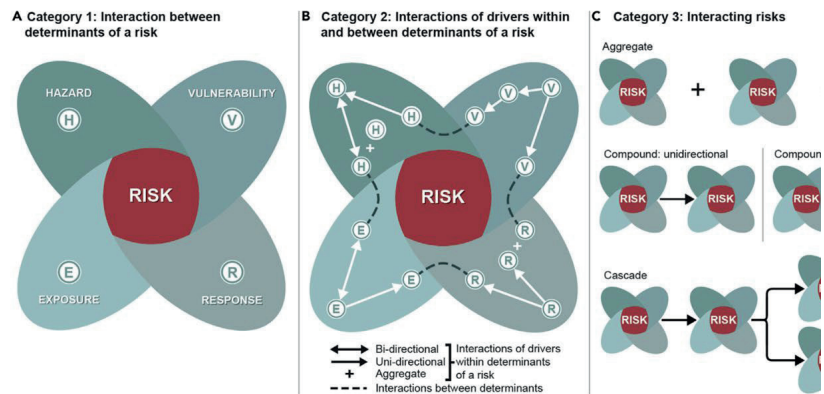 A Category 1: Interaction between
determinants of a risk
HAZARD
H
VULNERABILITY
V
RISK
E
EXPOSURE
R
RESPONSE
B Category 2: Interactions of drivers within
and between determinants of a risk
H
H
H
+
H
V
V
V
V
RISK
E
E
E
R
+
R
R
R
Bi-directional
Uni-directional
+ Aggregate
Interactions of drivers
within determinants
of a risk
Interactions between determinants
C Category 3: Interacting risks
Aggregate
RISK
+
RISK
Compound: unidirectional
RISK
RISK
Compound
RISK
Cascade
RISK
RISK